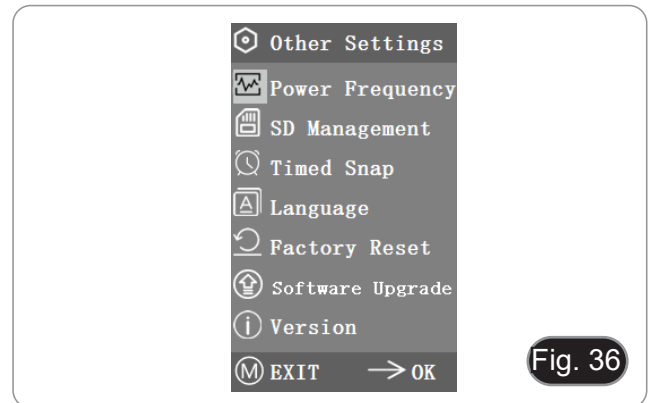 Other Settings
Power Frequency
SD Management
Timed Snap
Language
Factory Reset
Software Upgrade
Version
M EXIT → OK
Fig. 36